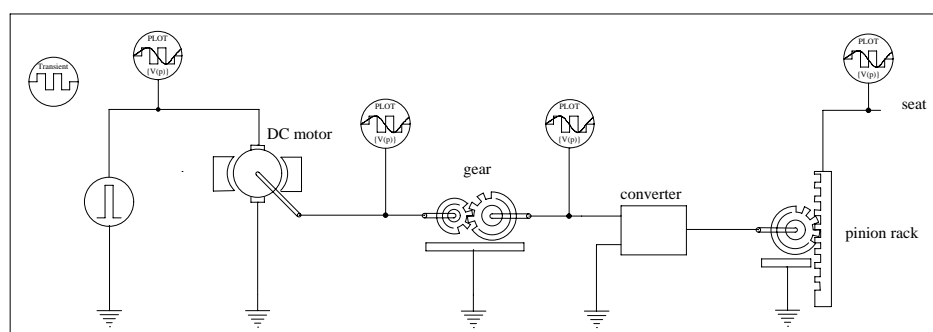 PLOT
{V(p)}
Transient
PLOT
{V(p)}
seat
DC motor
PLOT
{V(p)}
PLOT
{V(p)}
gear
converter
pinion rack